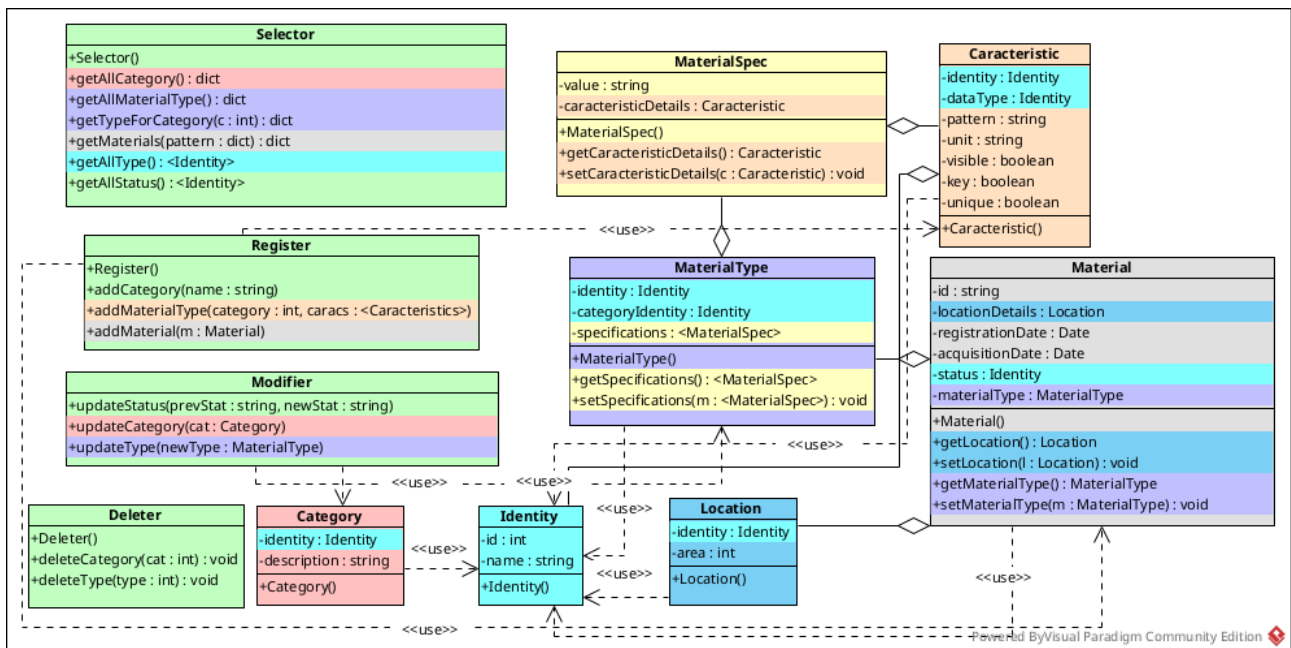 Selector
+Selector()
+getAllCategory() : dict
+getAllMaterialType() : dict
+getTypeForCategory(c : int) : dict
+getMaterials(pattern : dict) : dict
+getAllType() : <Identity>
+getAllStatus() : <Identity>
MaterialSpec
-value : string
-caracteristicDetails : Caracteristic
+MaterialSpec()
+getCaracteristicDetails() : Caracteristic
+setCaracteristicDetails(c : Caracteristic) : void
Caracteristic
-identity : Identity
-dataType : Identity
-pattern : string
-unit : string
-visible : boolean
-key : boolean
-unique : boolean
+Caracteristic()
<<use>>
Register
+Register()
+addCategory(name : string)
+addMaterialType(category : int, caracs : <Caracteristics>)
+addMaterial(m : Material)
MaterialType
-identity : Identity
-categoryIdentity : Identity
-specifications : <MaterialSpec>
+MaterialType()
+getSpecifications() : <MaterialSpec>
+setSpecifications(m : <MaterialSpec>) : void
Material
-id : string
-locationDetails : Location
-registrationDate : Date
-acquisitionDate : Date
-status : Identity
-materialType : MaterialType
+Material()
+getLocation() : Location
+setLocation(l : Location) : void
+getMaterialType() : MaterialType
+setMaterialType(m : MaterialType) : void
Modifier
+updateStatus(prevStat : string, newStat : string)
+updateCategory(cat : Category)
+updateType(newType : MaterialType)
<<use>>
<<use>>
<<use>>
<<use>>
Deleter
+Deleter()
+deleteCategory(cat : int) : void
+deleteType(type : int) : void
Category
-identity : Identity
-description : string
+Category()
<<use>>
Identity
-id : int
-name : string
+Identity()
<<use>>
Location
-identity : Identity
-area : int
+Location()
<<use>>
<<use>>
Powered ByVisual Paradigm Community Edition